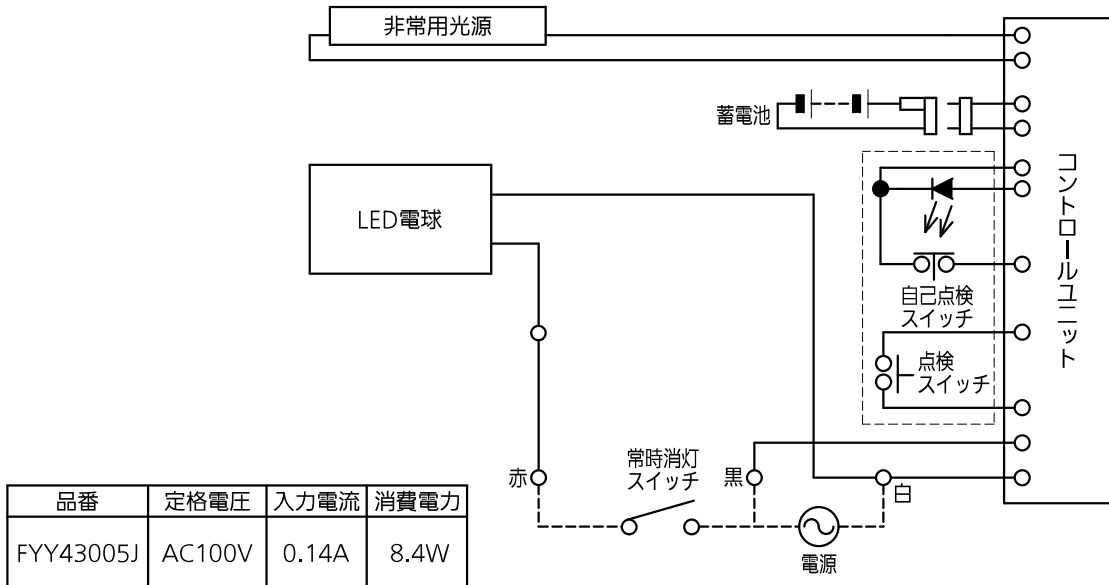 非常用光源
蓄電池
LED電球
コントロールユニット
自己点検
スイッチ
点検
スイッチ
常時消灯
スイッチ
赤
黒
白
電源
品番 定格電圧 入力電流 消費電力
FYY43005J AC100V 0.14A 8.4W